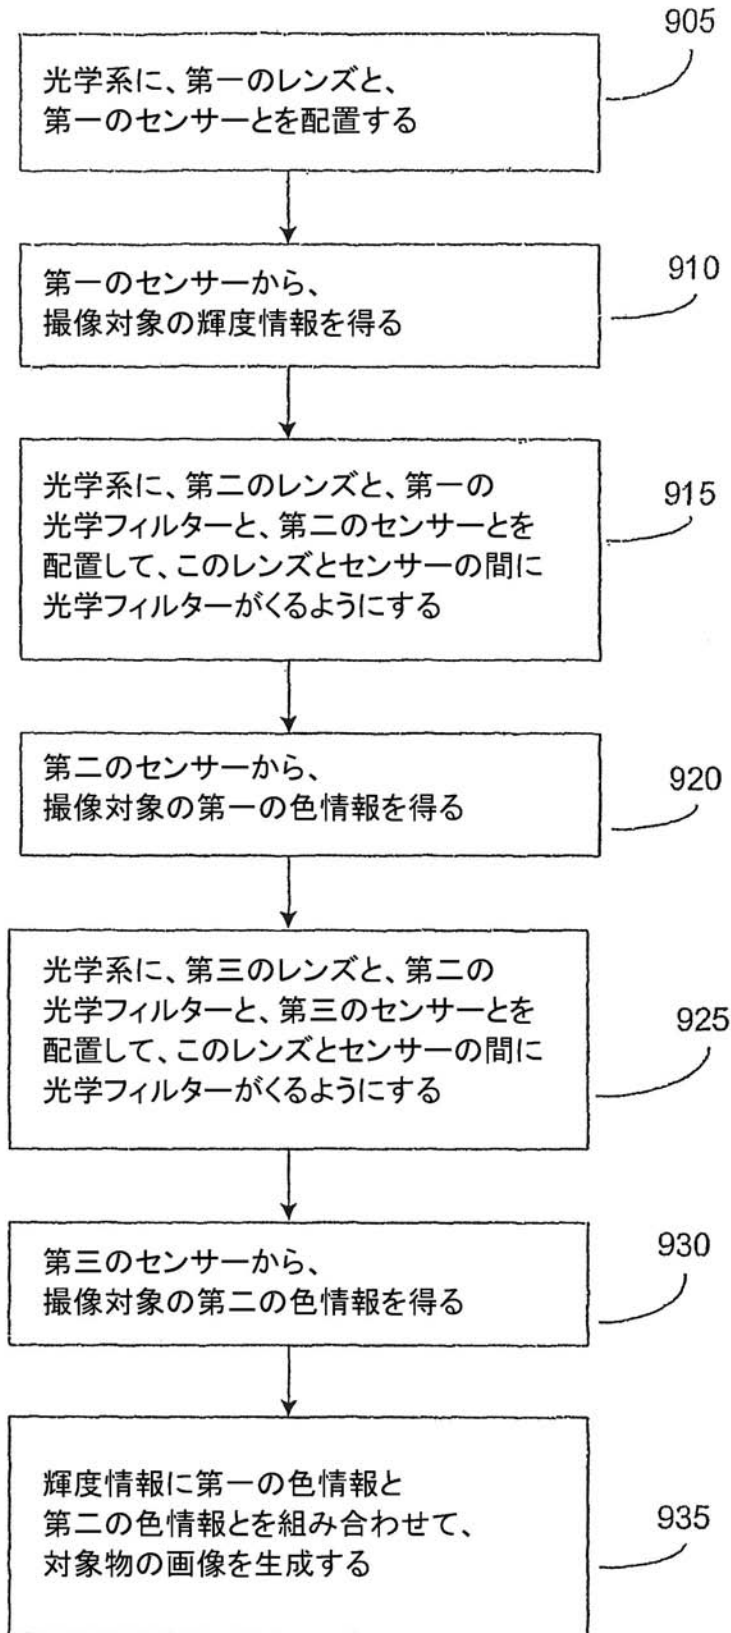 905
光学系に、第一のレンズと、
第一のセンサーとを配置する
910
第一のセンサーから、
撮像対象の輝度情報を得る
915
光学系に、第二のレンズと、第一の
光学フィルターと、第二のセンサーとを
配置して、このレンズとセンサーの間に
光学フィルターがくるようにする
920
第二のセンサーから、
撮像対象の第一の色情報を得る
925
光学系に、第三のレンズと、第二の
光学フィルターと、第三のセンサーとを
配置して、このレンズとセンサーの間に
光学フィルターがくるようにする
930
第三のセンサーから、
撮像対象の第二の色情報を得る
935
輝度情報に第一の色情報と
第二の色情報とを組み合わせて、
対象物の画像を生成する